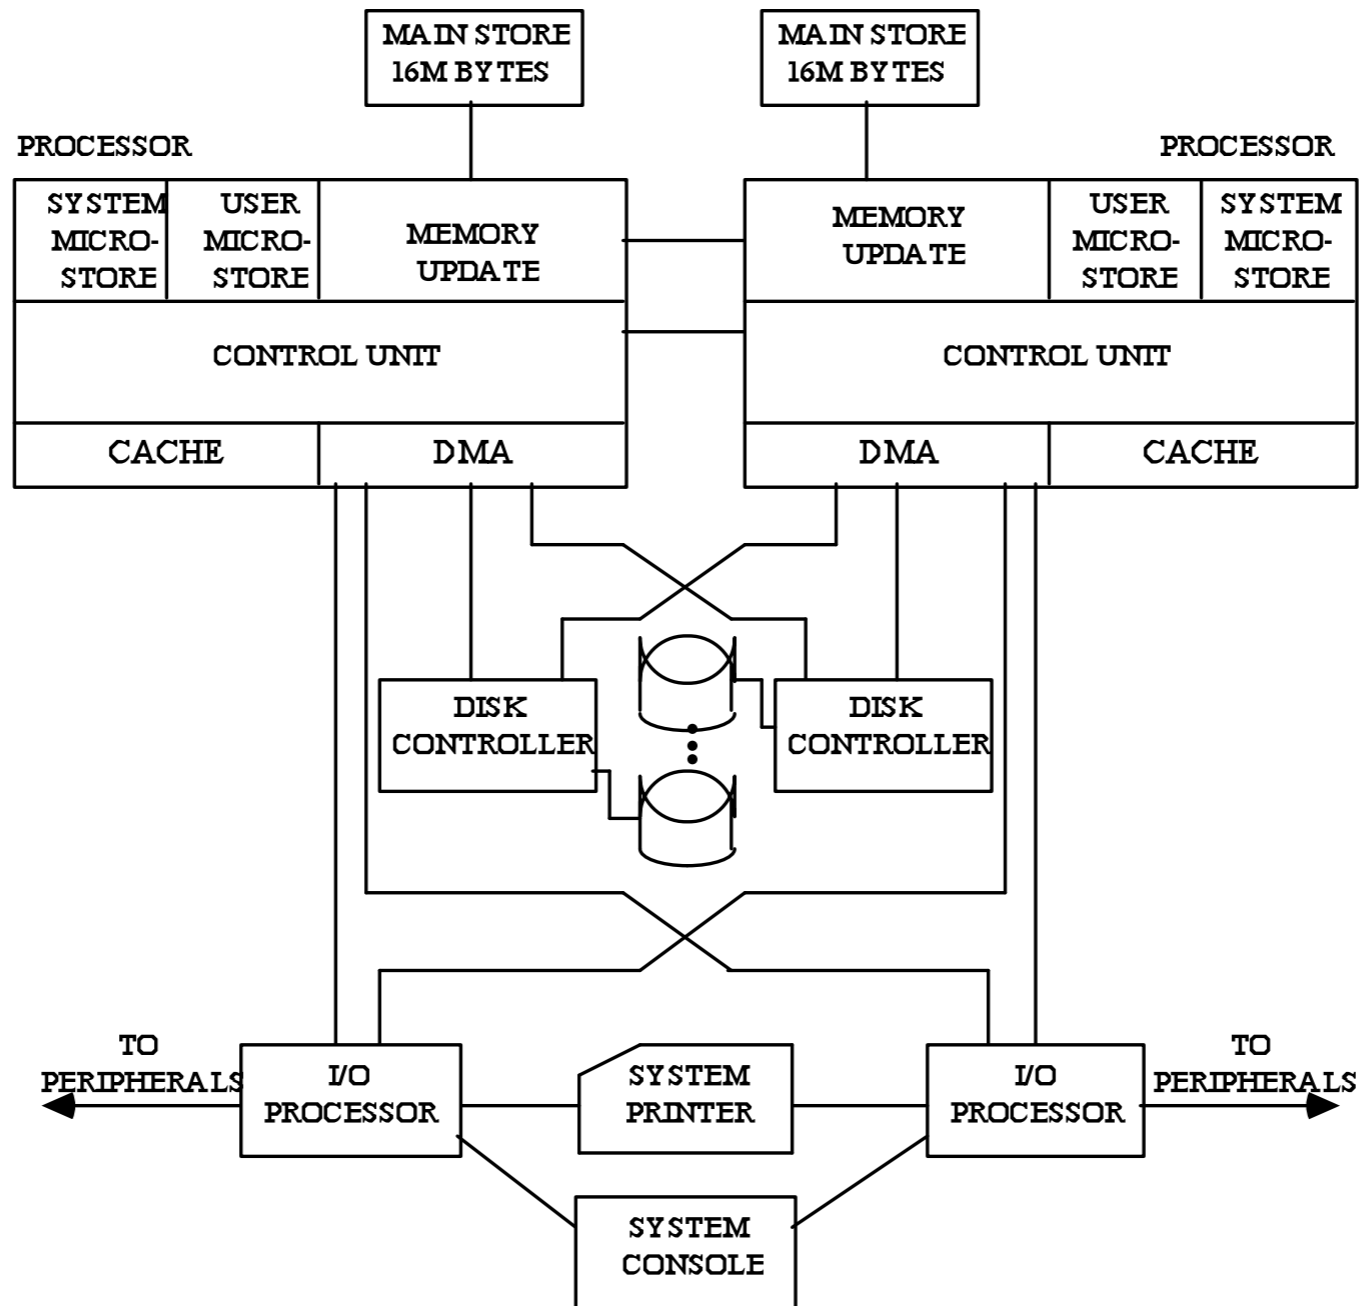 MAIN STORE
16M BYTES
MAIN STORE
16M BYTES
PROCESSOR
PROCESSOR
SYSTEM
MICRO-
STORE
USER
MICRO-
STORE
MEMORY
UPDATE
MEMORY
UPDATE
USER
MICRO-
STORE
SYSTEM
MICRO-
STORE
CONTROL UNIT
CONTROL UNIT
CACHE
DMA
DMA
CACHE
DISK
CONTROLLER
DISK
CONTROLLER
TO
PERIPHERALS
I/O
PROCESSOR
SYSTEM
PRINTER
I/O
PROCESSOR
TO
PERIPHERALS
SYSTEM
CONSOLE